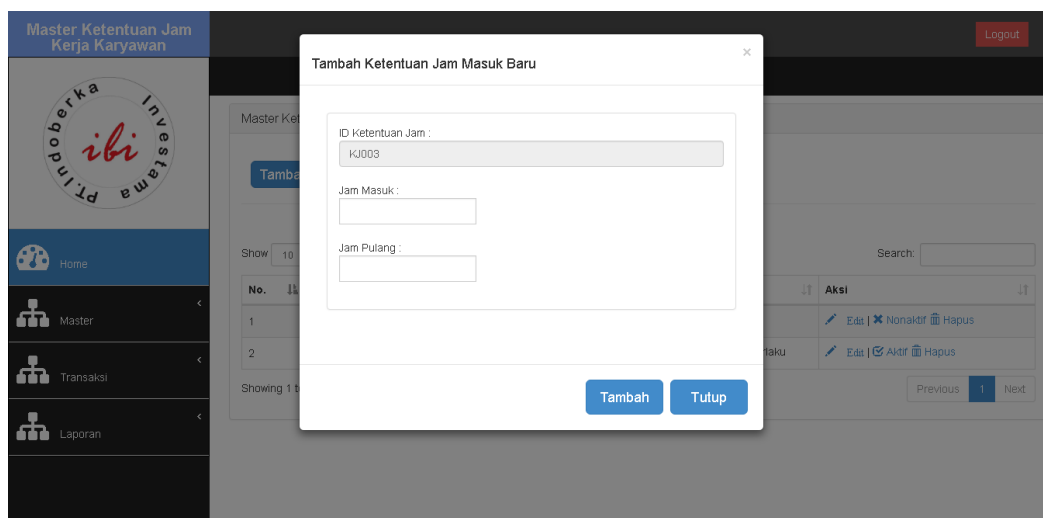 Master Ketentuan Jam
Kerja Karyawan
Logout
PT.Indoberka Investama
ibi
Home
Master
Transaksi
Laporan
Tambah Ketentuan Jam Masuk Baru
×
ID Ketentuan Jam :
KJ003
Jam Masuk :
Jam Pulang :
Tambah
Tutup
Master Ket
Tamba
Show 10
Search:
No.
Aksi
1
Edit | Nonaktif Hapus
2
rlaku
Edit | Aktif Hapus
Showing 1 t
Previous 1 Next